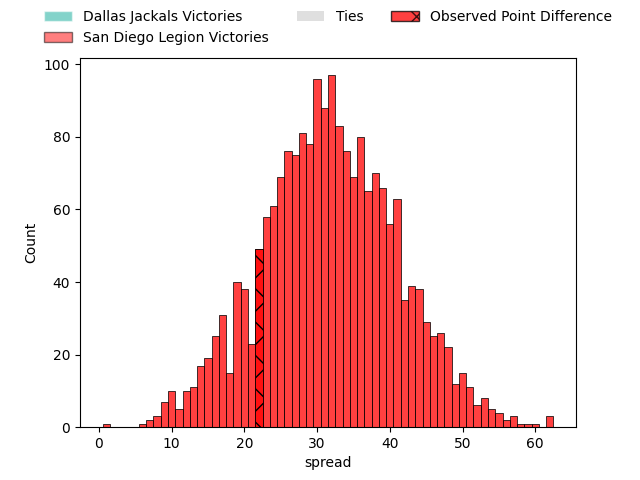 Dallas Jackals Victories
San Diego Legion Victories
Ties
Observed Point Difference
Count
0
20
40
60
80
100
0 10 20 30 40 50 60
spread